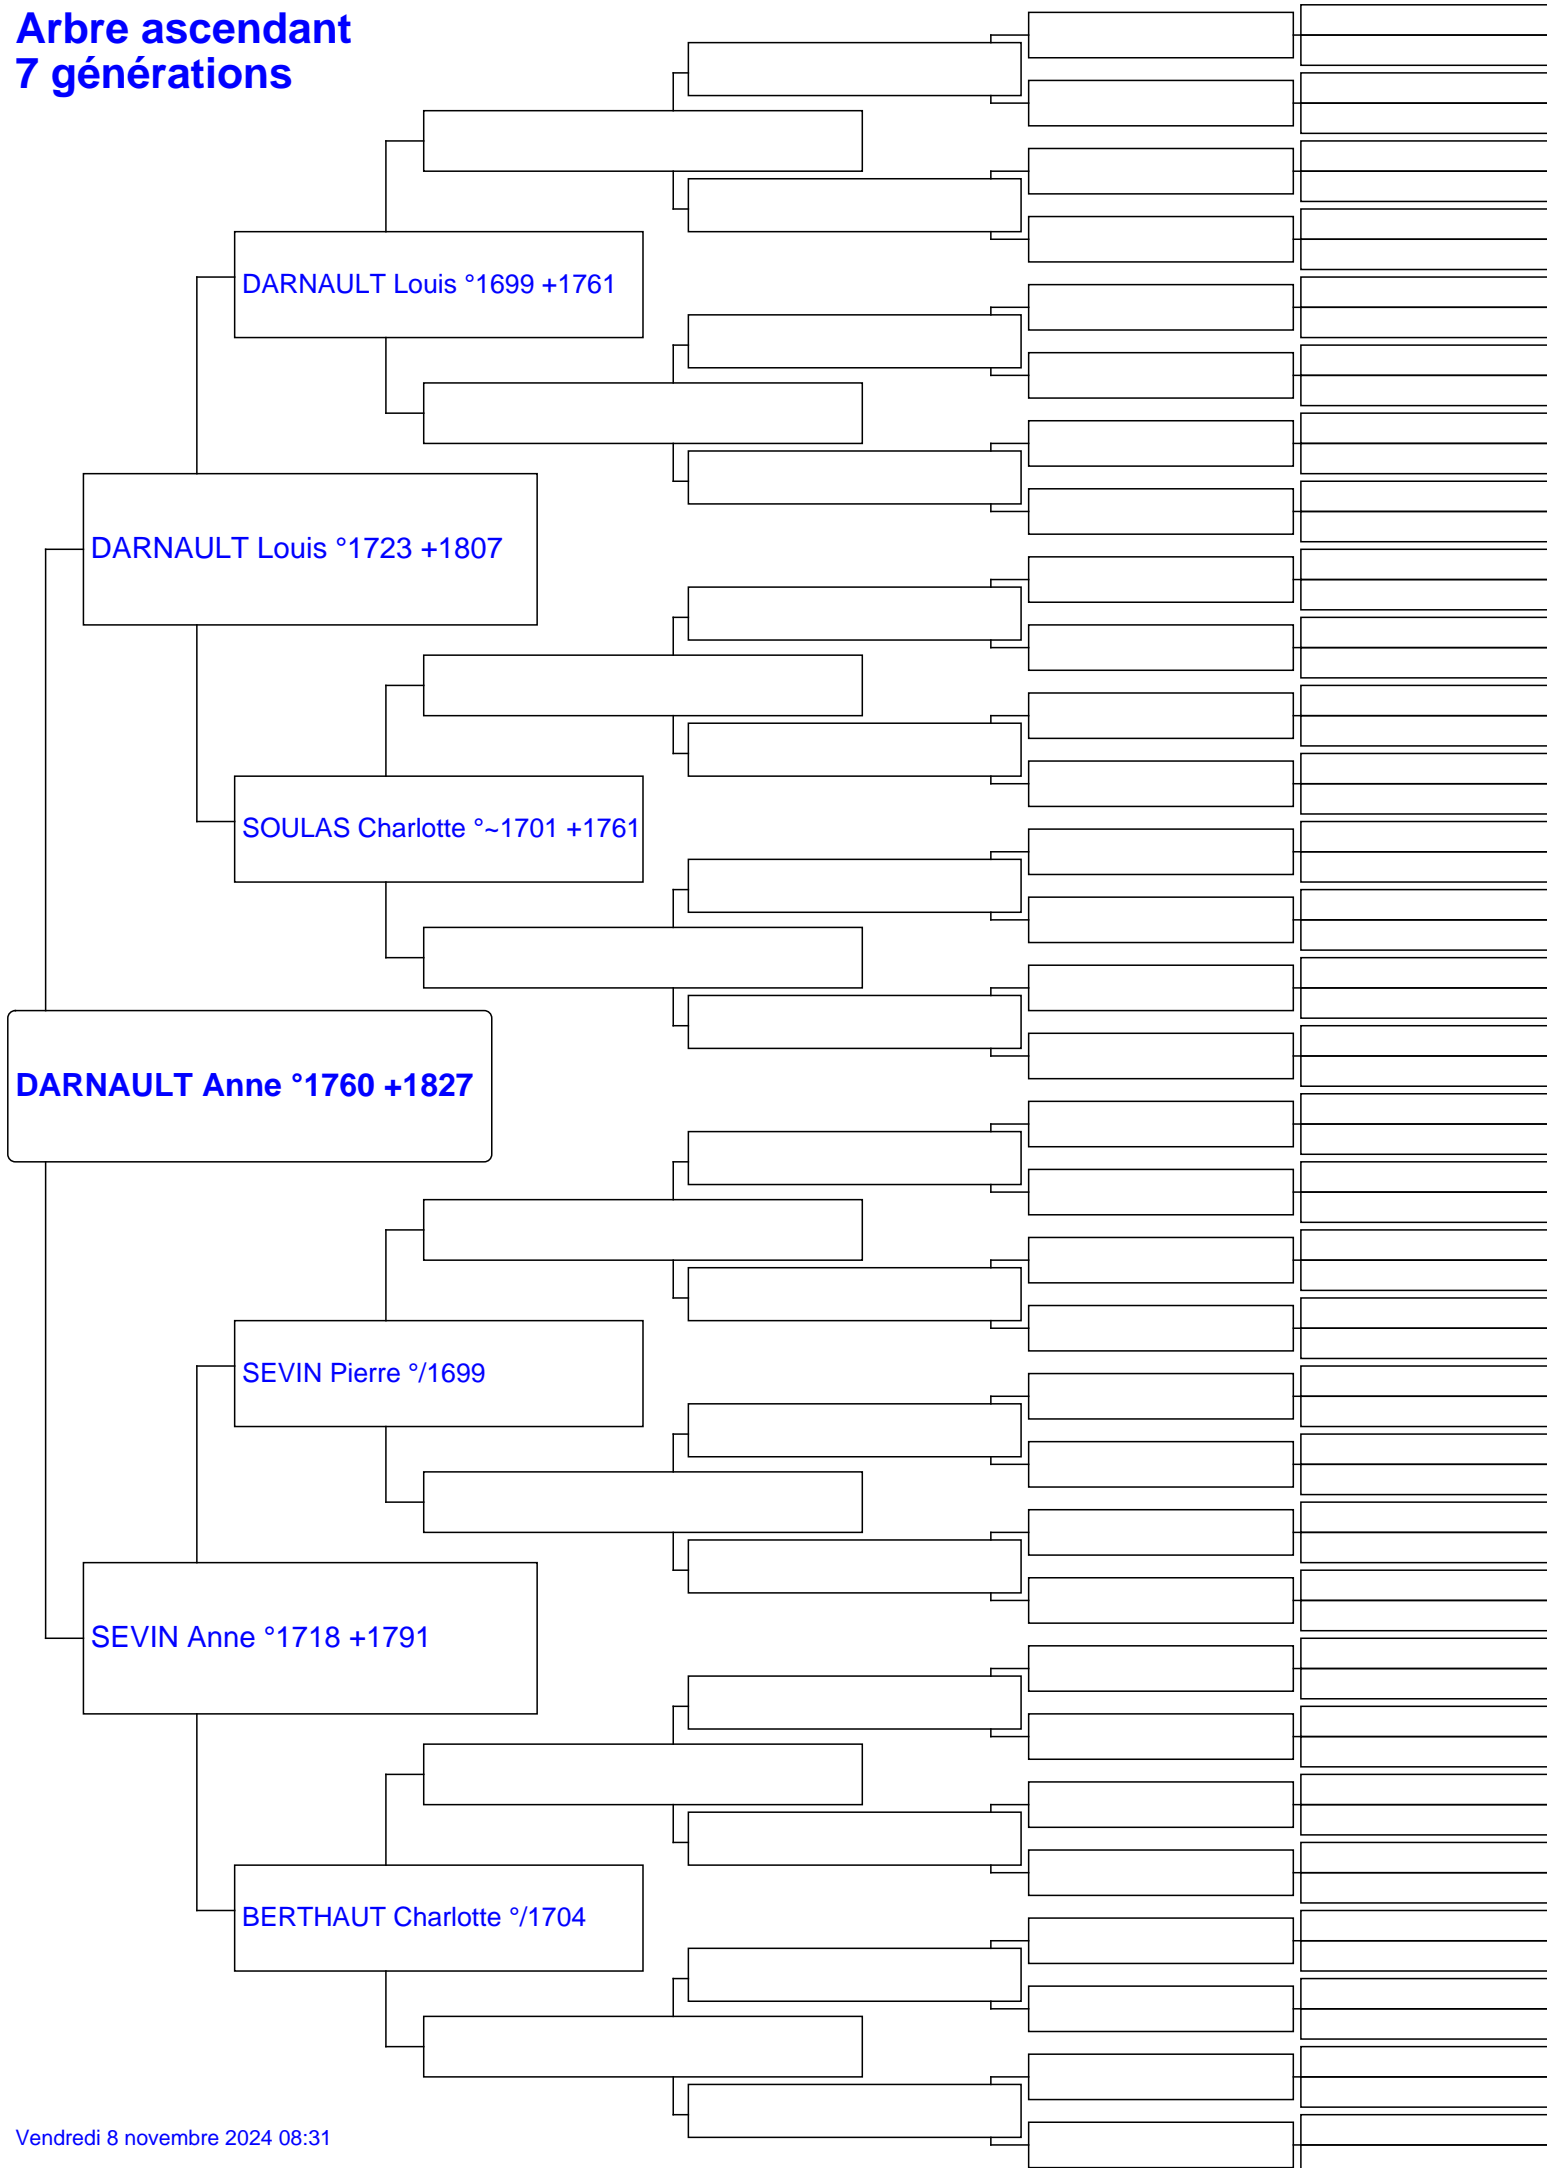 Arbre ascendant
7 générations
DARNAULT Louis °1699 +1761
DARNAULT Louis °1723 +1807
SOULAS Charlotte °~1701 +1761
DARNAULT Anne °1760 +1827
SEVIN Pierre °/1699
SEVIN Anne °1718 +1791
BERTHAUT Charlotte °/1704
Vendredi 8 novembre 2024 08:31